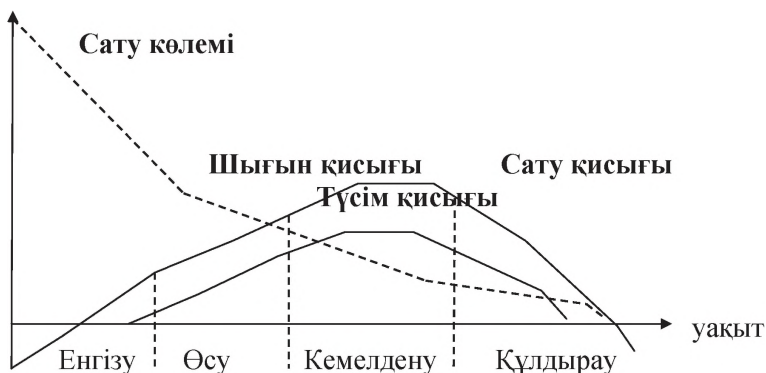 Сату көлемі
Шығын қисығы
Сату қисығы
Түсім қисығы
уақыт
Енгізу
Өсу
Кемелдену
Құлдырау